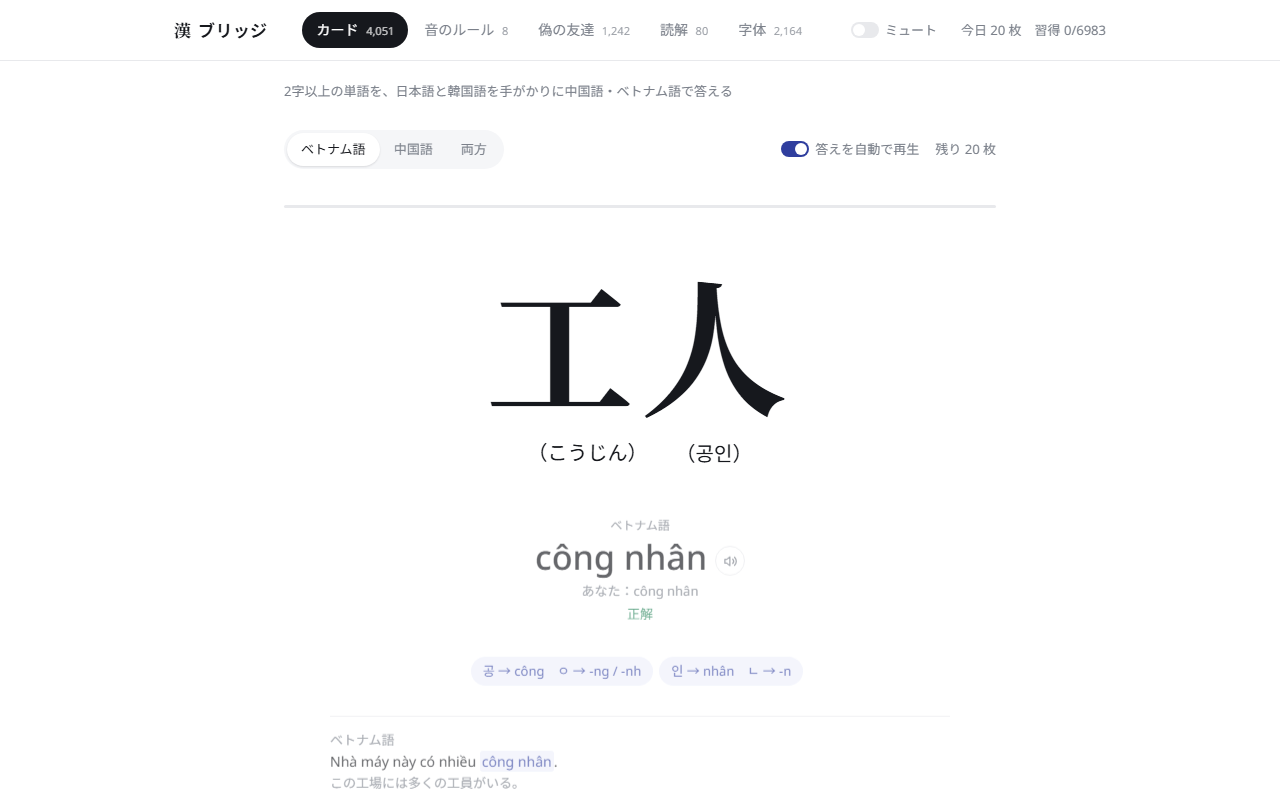 漢 ブリッジ カード 4,051 音のルール 8 偽の友達 1,242 読解 80 字体 2,164 ミュート 今日 20 枚 習得 0/6983
2字以上の単語を、日本語と韓国語を手がかりに中国語・ベトナム語で答える
ベトナム語 中国語 両方 答えを自動で再生 残り 20 枚
工人
（こうじん） （공인）
ベトナム語
công nhân
あなた：công nhân
正解
공 → công ㅇ → -ng / -nh 인 → nhân ㄴ → -n
ベトナム語
Nhà máy này có nhiều công nhân.
この工場には多くの工員がいる。